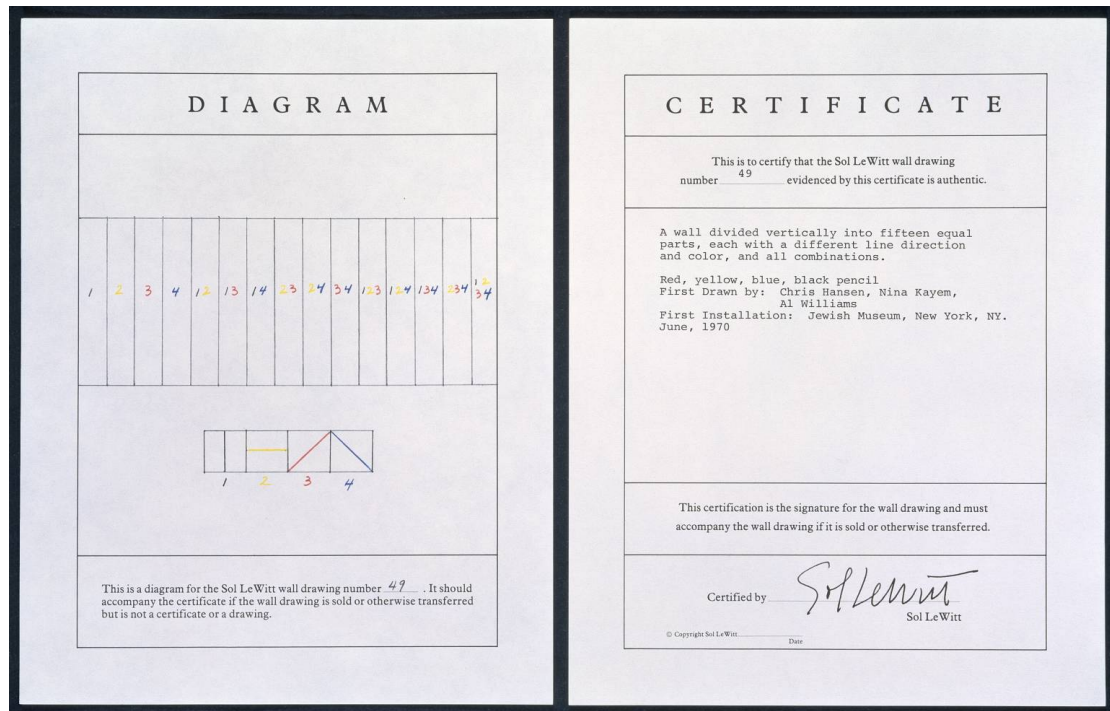 DIAGRAM
1 2 3 4 12 13 14 23 24 34 123 124 134 234 12
34
1 2 3 4
This is a diagram for the Sol LeWitt wall drawing number 49 . It should
accompany the certificate if the wall drawing is sold or otherwise transferred
but is not a certificate or a drawing.
CERTIFICATE
This is to certify that the Sol LeWitt wall drawing
number 49 evidenced by this certificate is authentic.
A wall divided vertically into fifteen equal
parts, each with a different line direction
and color, and all combinations.
Red, yellow, blue, black pencil
First Drawn by: Chris Hansen, Nina Kayem,
Al Williams
First Installation: Jewish Museum, New York, NY.
June, 1970
This certification is the signature for the wall drawing and must
accompany the wall drawing if it is sold or otherwise transferred.
Certified by Sol LeWitt
Sol LeWitt
© Copyright Sol LeWitt
Date